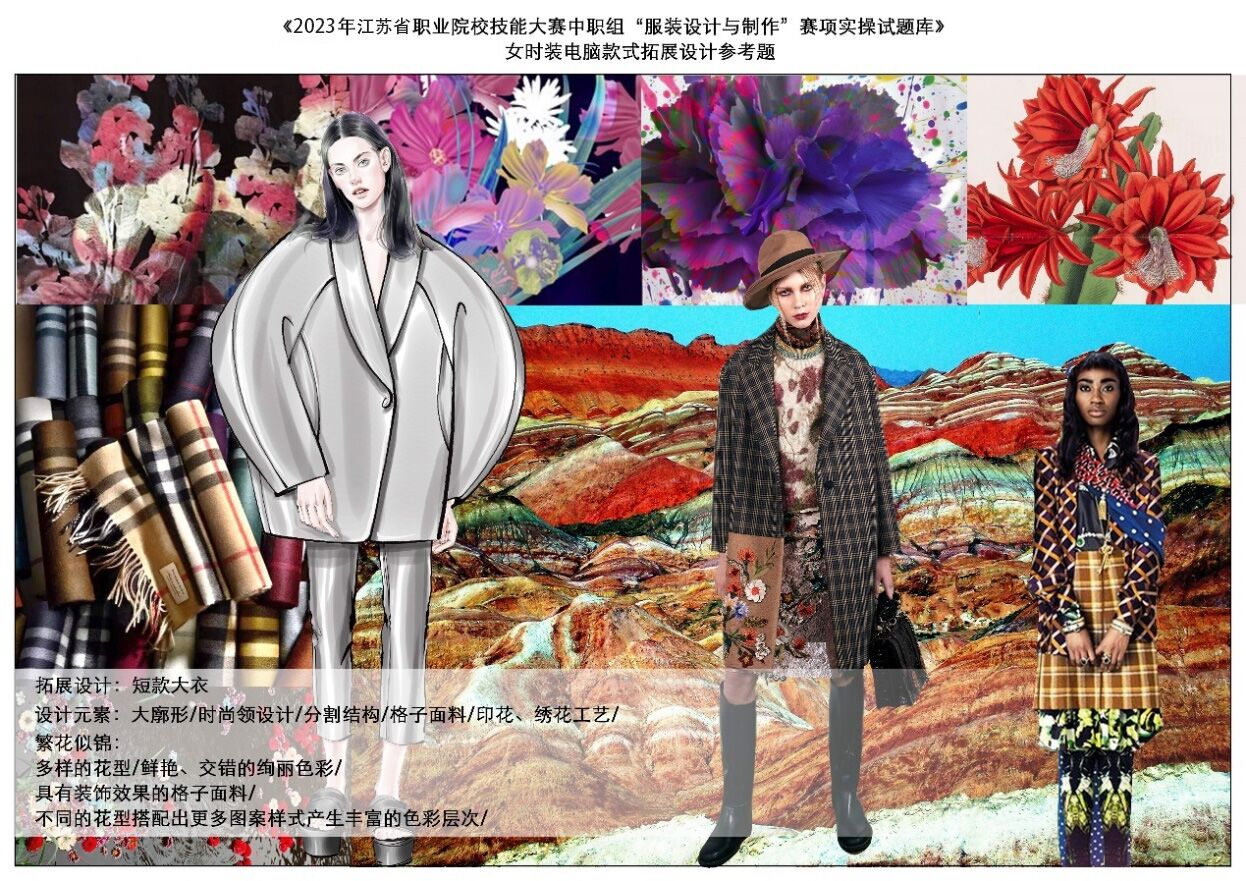 《2023年江苏省职业院校技能大赛中职组“服装设计与制作”赛项实操试题库》
女时装电脑款式拓展设计参考题
拓展设计：短款大衣
设计元素：大廓形/时尚领设计/分割结构/格子面料/印花、绣花工艺/
繁花似锦：
多样的花型/鲜艳、交错的绚丽色彩/
具有装饰效果的格子面料/
不同的花型搭配出更多图案样式产生丰富的色彩层次/